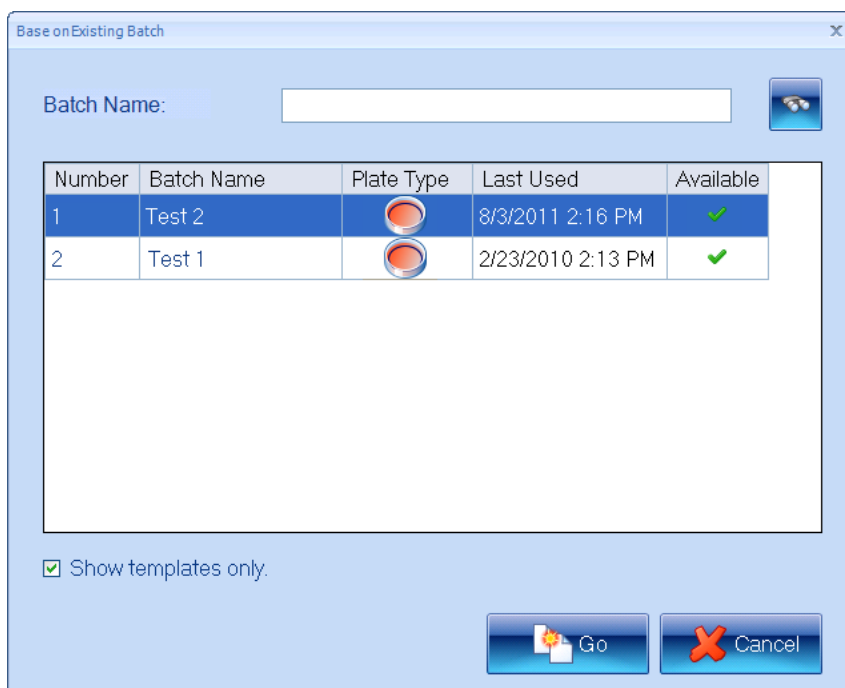 Base on Existing Batch
Batch Name:
Number Batch Name Plate Type Last Used Available
1 Test 2 8/3/2011 2:16 PM
2 Test 1 2/23/2010 2:13 PM
Show templates only.
Go Cancel